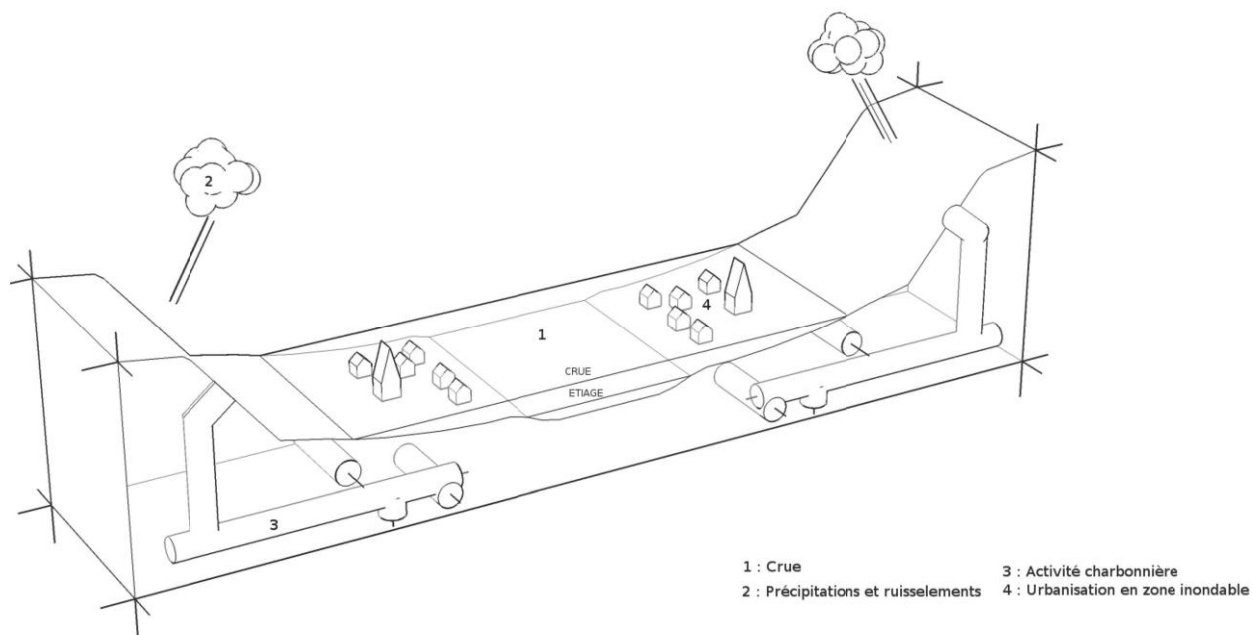 2
1
4
CRUE
ETIAGE
3
1 : Crue
2 : Précipitations et ruisselements
3 : Activité charbonnière
4 : Urbanisation en zone inondable